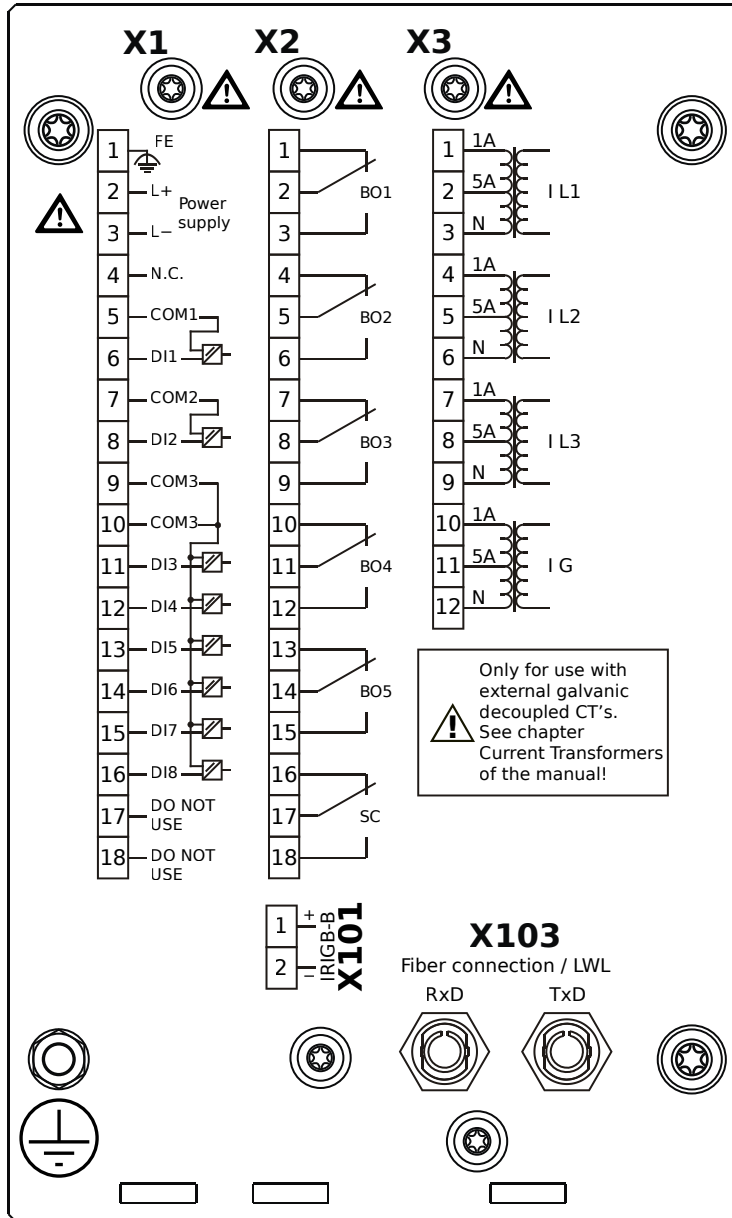 X1
X2
X3
1
FE
2
L+
Power
supply
3
L−
4
N.C.
5
COM1
6
DI1
7
COM2
8
DI2
9
COM3
10
COM3
11
DI3
12
DI4
13
DI5
14
DI6
15
DI7
16
DI8
17
DO NOT
USE
18
DO NOT
USE
1
2
BO1
3
4
5
BO2
6
7
8
BO3
9
10
11
BO4
12
13
14
BO5
15
16
17
SC
18
1
1A
2
5A
I L1
3
N
4
1A
5
5A
I L2
6
N
7
1A
8
5A
I L3
9
N
10
1A
11
5A
I G
12
N
!
!
!
!
!
Only for use with
external galvanic
decoupled CT's.
See chapter
Current Transformers
of the manual!
1
+
2
−
IRIGB-B
X101
X103
Fiber connection / LWL
RxD
TxD